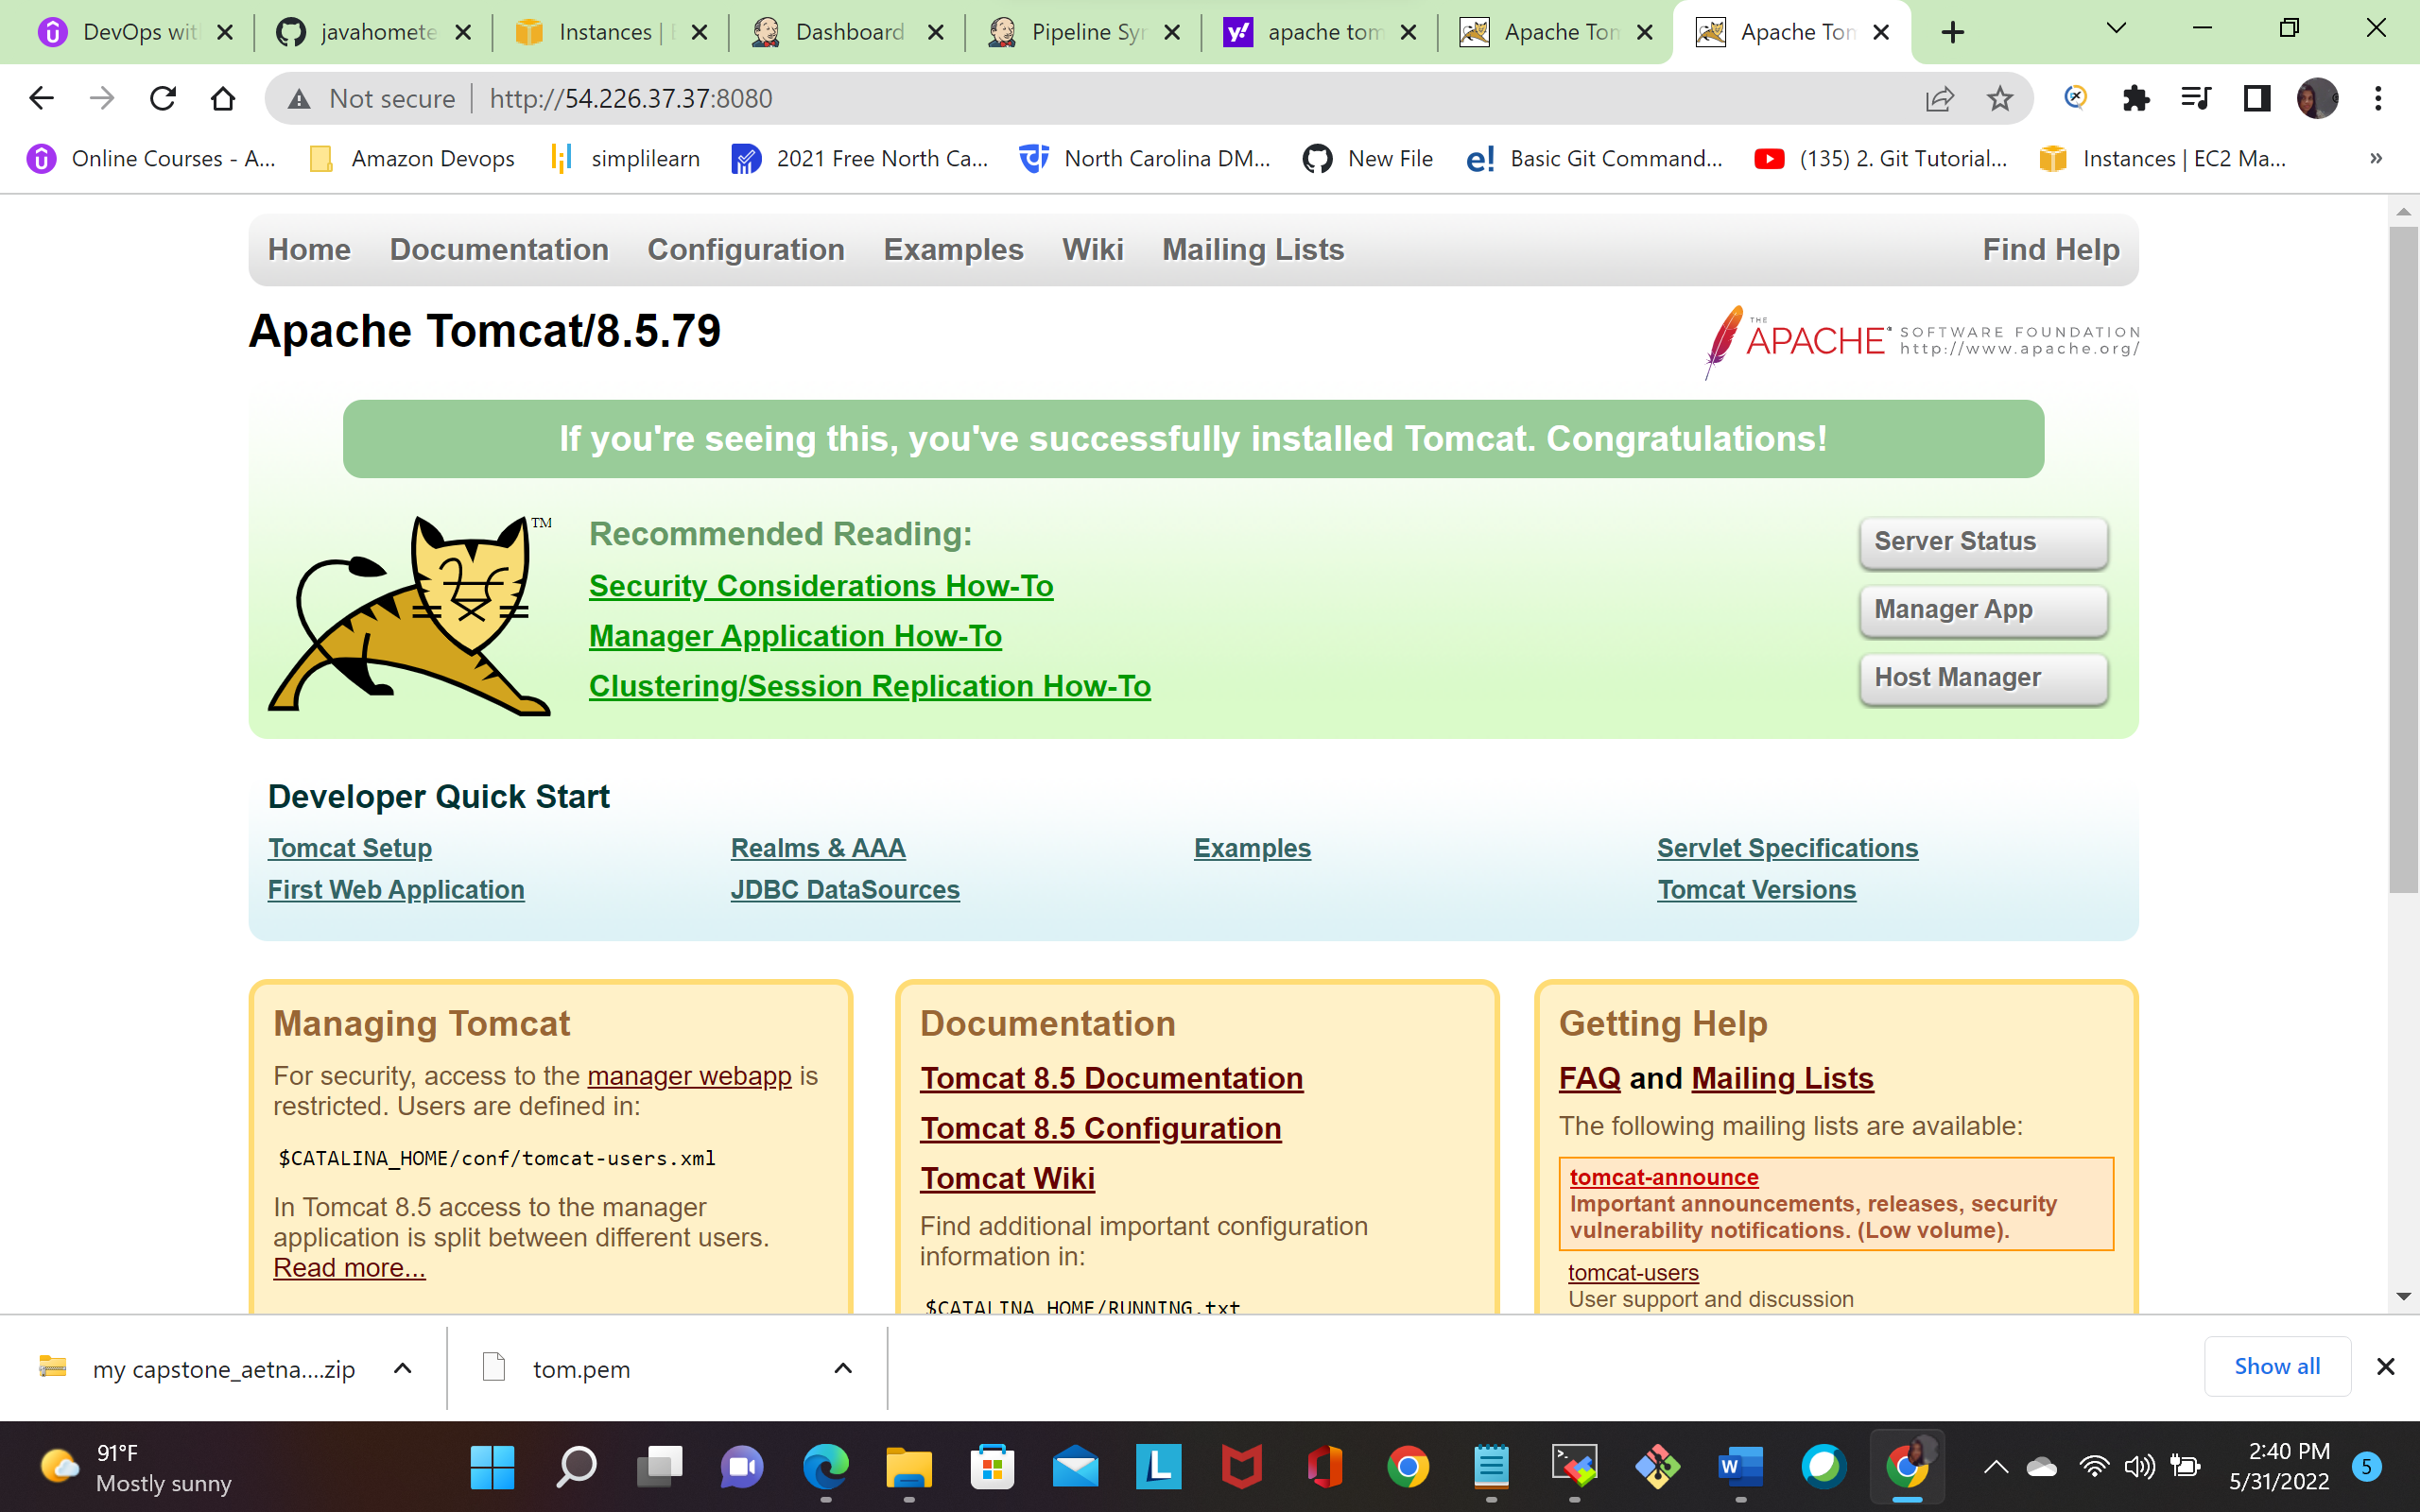 DevOps wit
javahomete
Instances | E
Dashboard
Pipeline Syn
apache tom
Apache Ton
Apache Ton
Not secure
http://54.226.37.37:8080
Online Courses - A...
Amazon Devops
simplilearn
2021 Free North Ca...
North Carolina DM...
New File
Basic Git Command...
(135) 2. Git Tutorial...
Instances | EC2 Ma...
»
Home Documentation Configuration Examples Wiki Mailing Lists Find Help
Apache Tomcat/8.5.79
THE
APACHE®
SOFTWARE FOUNDATION
http://www.apache.org/
If you're seeing this, you've successfully installed Tomcat. Congratulations!
TM
Recommended Reading:
Security Considerations How-To
Manager Application How-To
Clustering/Session Replication How-To
Server Status
Manager App
Host Manager
Developer Quick Start
Tomcat Setup
First Web Application
Realms & AAA
JDBC DataSources
Examples
Servlet Specifications
Tomcat Versions
Managing Tomcat
For security, access to the manager webapp is
restricted. Users are defined in:
$CATALINA_HOME/conf/tomcat-users.xml
In Tomcat 8.5 access to the manager
application is split between different users.
Read more...
Documentation
Tomcat 8.5 Documentation
Tomcat 8.5 Configuration
Tomcat Wiki
Find additional important configuration
information in:
$CATALINA_HOME/RUNNING.txt
Getting Help
FAQ and Mailing Lists
The following mailing lists are available:
tomcat-announce
Important announcements, releases, security
vulnerability notifications. (Low volume).
tomcat-users
User support and discussion
my capstone_aetna....zip
tom.pem
Show all
91°F
Mostly sunny
2:40 PM
5/31/2022
5